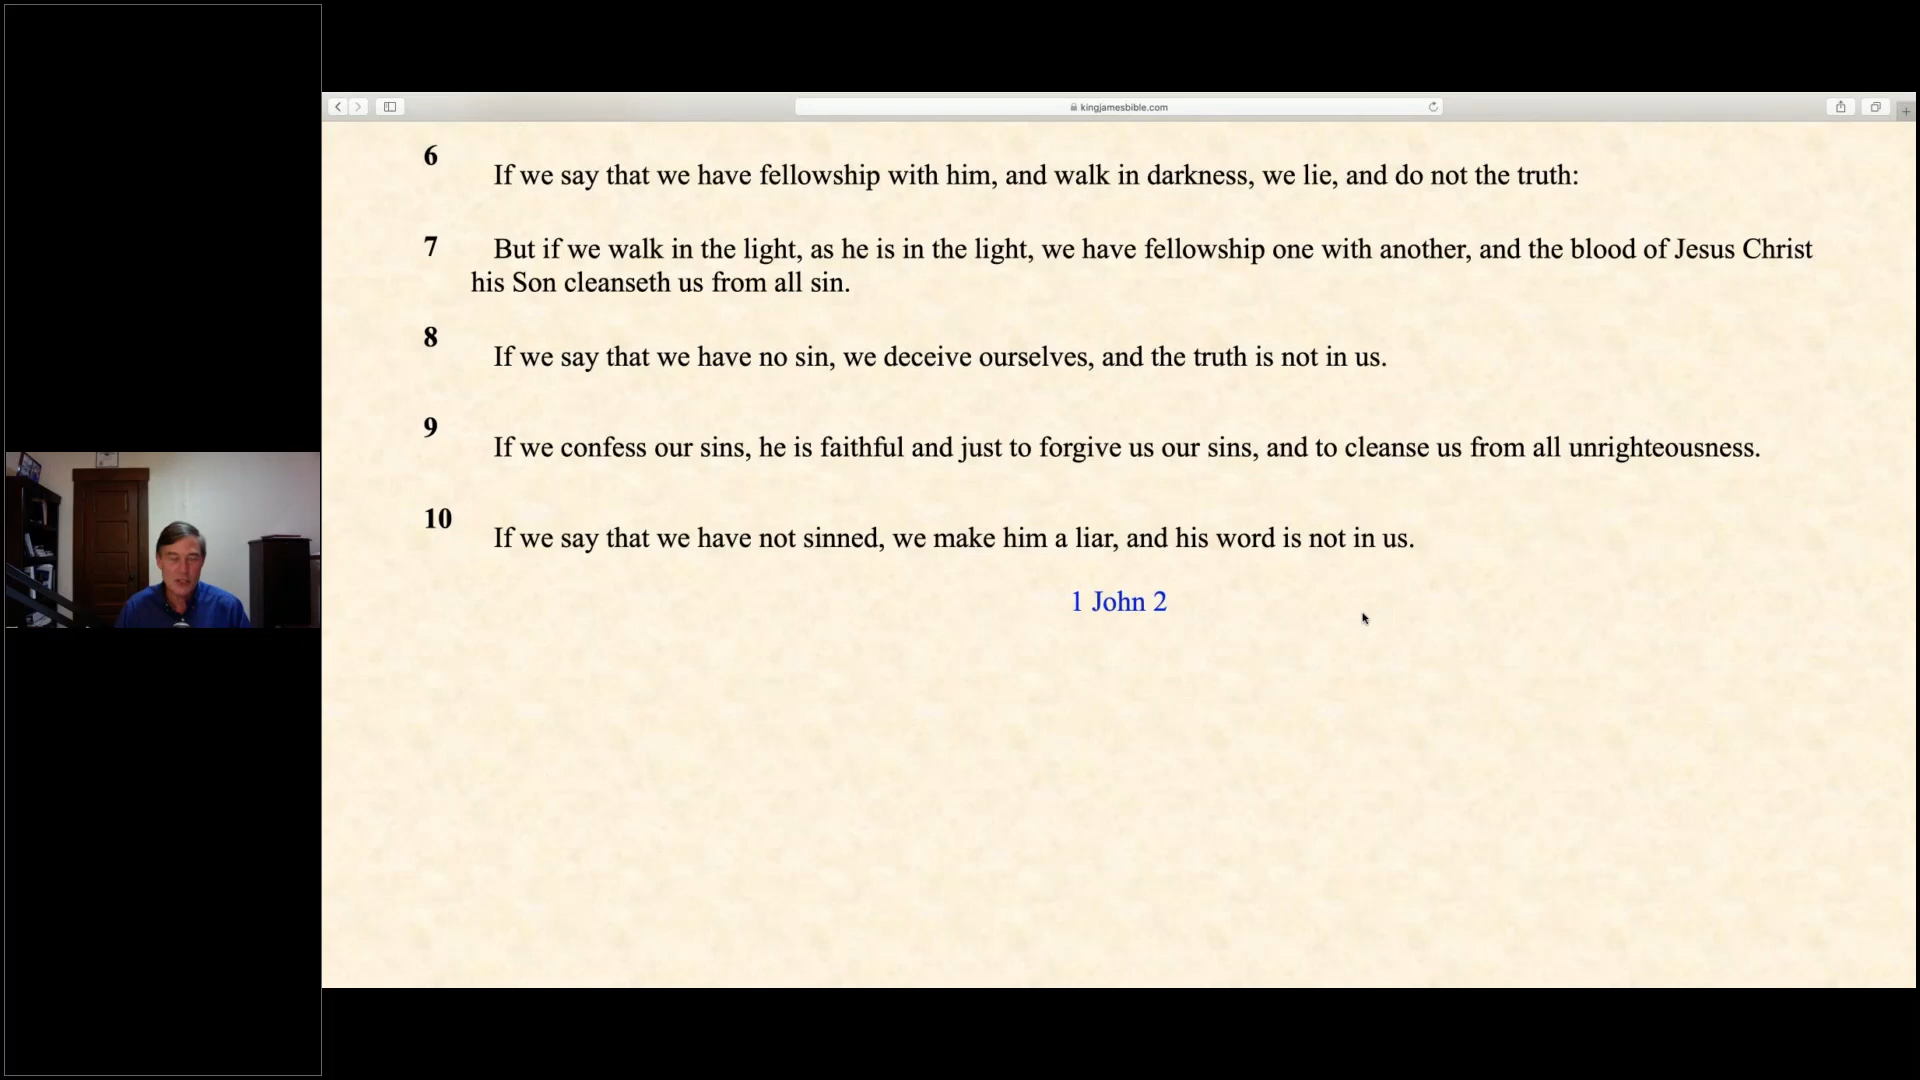 kingjamesbible.com
6
If we say that we have fellowship with him, and walk in darkness, we lie, and do not the truth:
7
But if we walk in the light, as he is in the light, we have fellowship one with another, and the blood of Jesus Christ
his Son cleanseth us from all sin.
8
If we say that we have no sin, we deceive ourselves, and the truth is not in us.
9
If we confess our sins, he is faithful and just to forgive us our sins, and to cleanse us from all unrighteousness.
10
If we say that we have not sinned, we make him a liar, and his word is not in us.
1 John 2